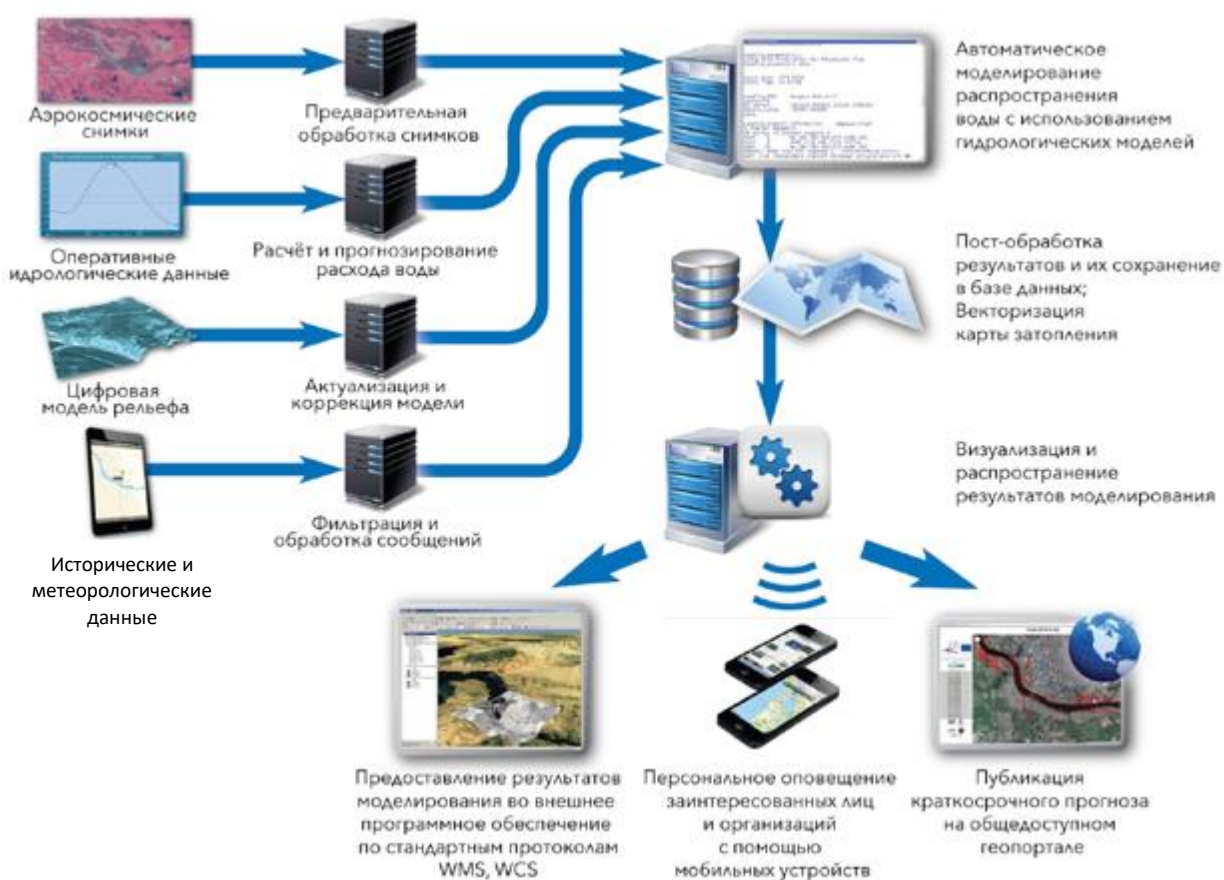 Аэрокосмические
снимки
Предварительная
обработка снимков
Автоматическое
моделирование
распространения
воды с использованием
гидрологических моделей
Оперативные
идрологические данные
Расчёт и прогнозирование
расхода воды
Пост-обработка
результатов и их сохранение
в базе данных;
Векторизация
карты затопления
Цифровая
модель рельефа
Актуализация и
коррекция модели
Визуализация и
распространение
результатов моделирования
Фильтрация и
обработка сообщений
Исторические и
метеорологические
данные
Предоставление результатов
моделирования во внешнее
программное обеспечение
по стандартным протоколам
WMS, WCS
Персональное оповещение
заинтересованных лиц
и организаций
с помощью
мобильных устройств
Публикация
краткосрочного прогноза
на общедоступном
геопортале